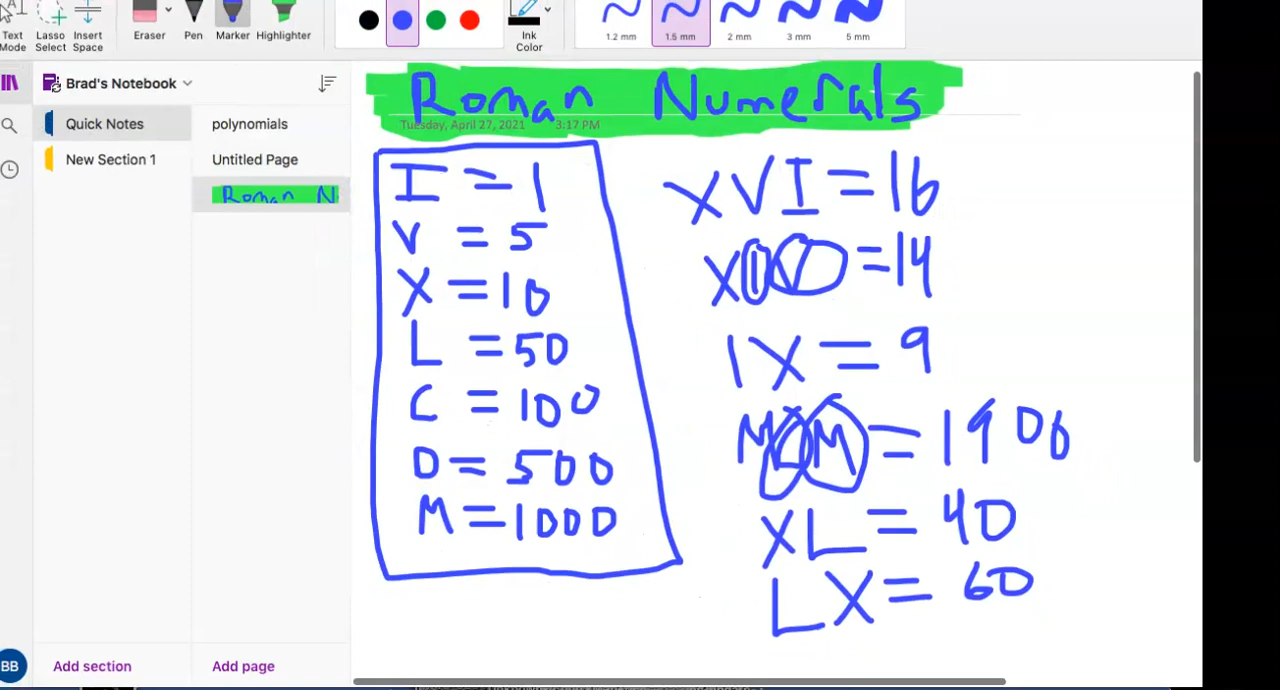 Text Mode
Lasso Select
Insert Space
Eraser
Pen
Marker
Highlighter
Ink Color
1.2 mm
1.5 mm
2 mm
3 mm
5 mm
Brad's Notebook
Quick Notes
New Section 1
polynomials
Untitled Page
Roman N
Roman Numerals
Tuesday, April 27, 2021 3:17 PM
I = 1
V = 5
X = 10
L = 50
C = 100
D = 500
M = 1000
XVI = 16
XIV = 14
IX = 9
MCM = 1900
XL = 40
LX = 60
BB
Add section
Add page